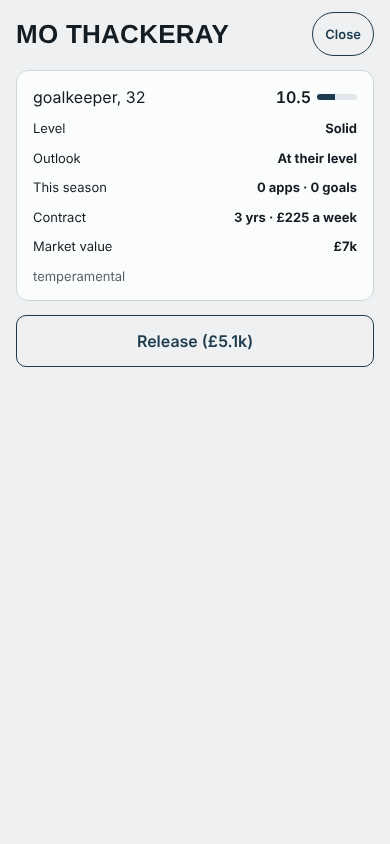 MO THACKERAY
Close
goalkeeper, 32 10.5
Level Solid
Outlook At their level
This season 0 apps · 0 goals
Contract 3 yrs · £225 a week
Market value £7k
temperamental
Release (£5.1k)